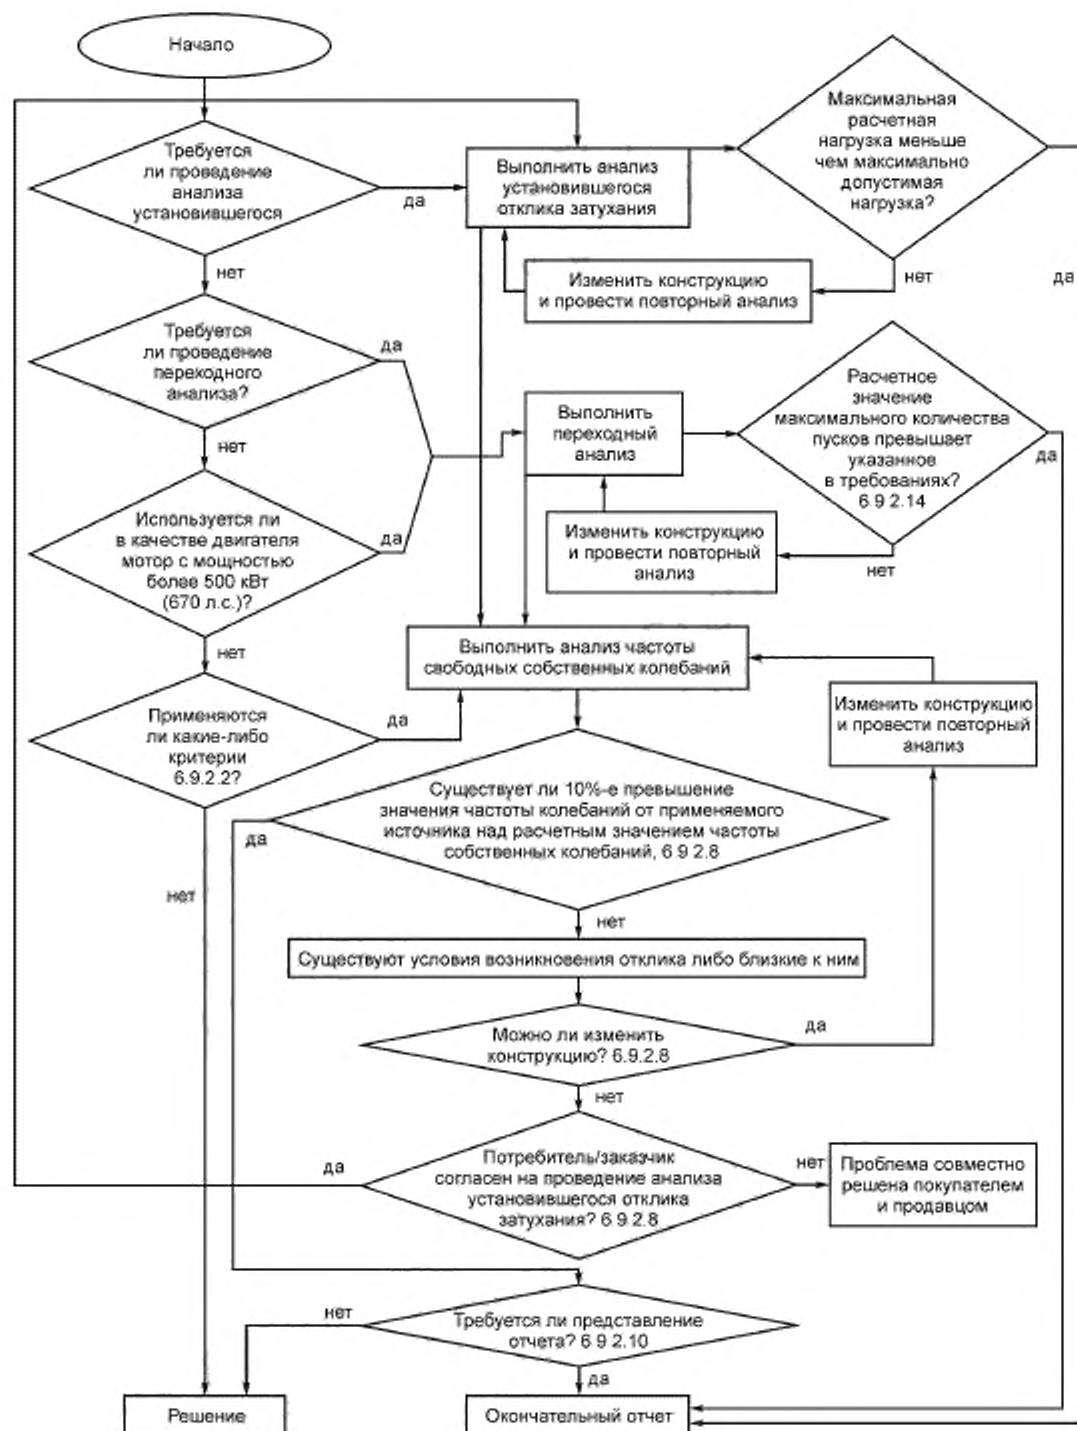 Начало
Требуется
ли проведение
анализа
установившегося
да
нет
Выполнить анализ
установившегося
отклика затухания
Максимальная
расчетная
нагрузка меньше
чем максимально
допустимая
нагрузка?
нет
да
Изменить конструкцию
и провести повторный анализ
Требуется
ли проведение
переходного
анализа?
да
нет
Выполнить
переходный
анализ
Расчетное
значение
максимального количества
пусков превышает
указанное
в требованиях?
6.9 2.14
да
нет
Изменить конструкцию
и провести повторный
анализ
Используется ли
в качестве двигателя
мотор с мощностью
более 500 кВт
(670 л.с.)?
да
нет
Выполнить анализ частоты
свободных собственных колебаний
Применяются
ли какие-либо
критерии
6.9.2.2?
да
нет
Изменить конструкцию
и провести повторный
анализ
Существует ли 10%-е превышение
значения частоты колебаний от применяемого
источника над расчетным значением частоты
собственных колебаний, 6 9 2.8
да
нет
Существуют условия возникновения отклика либо близкие к ним
Можно ли изменить
конструкцию? 6.9.2.8
да
нет
Потребитель/заказчик
согласен на проведение анализа
установившегося отклика
затухания? 6 9.2.8
да
нет
Проблема совместно
решена покупателем
и продавцом
Требуется ли представление
отчета? 6 9 2.10
нет
да
Решение
Окончательный отчет